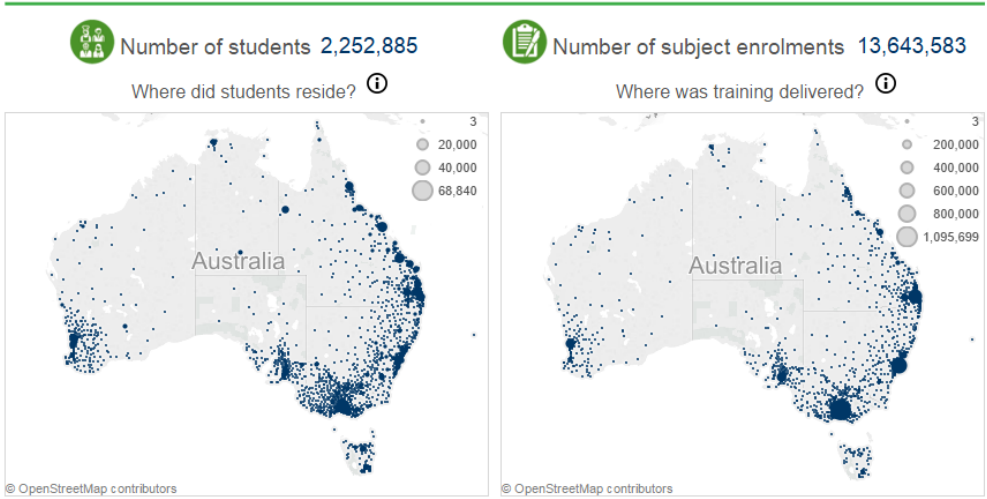 Number of students 2,252,885
Where did students reside?
3
20,000
40,000
68,840
Australia
© OpenStreetMap contributors
Number of subject enrolments 13,643,583
Where was training delivered?
3
200,000
400,000
600,000
800,000
1,095,699
Australia
© OpenStreetMap contributors